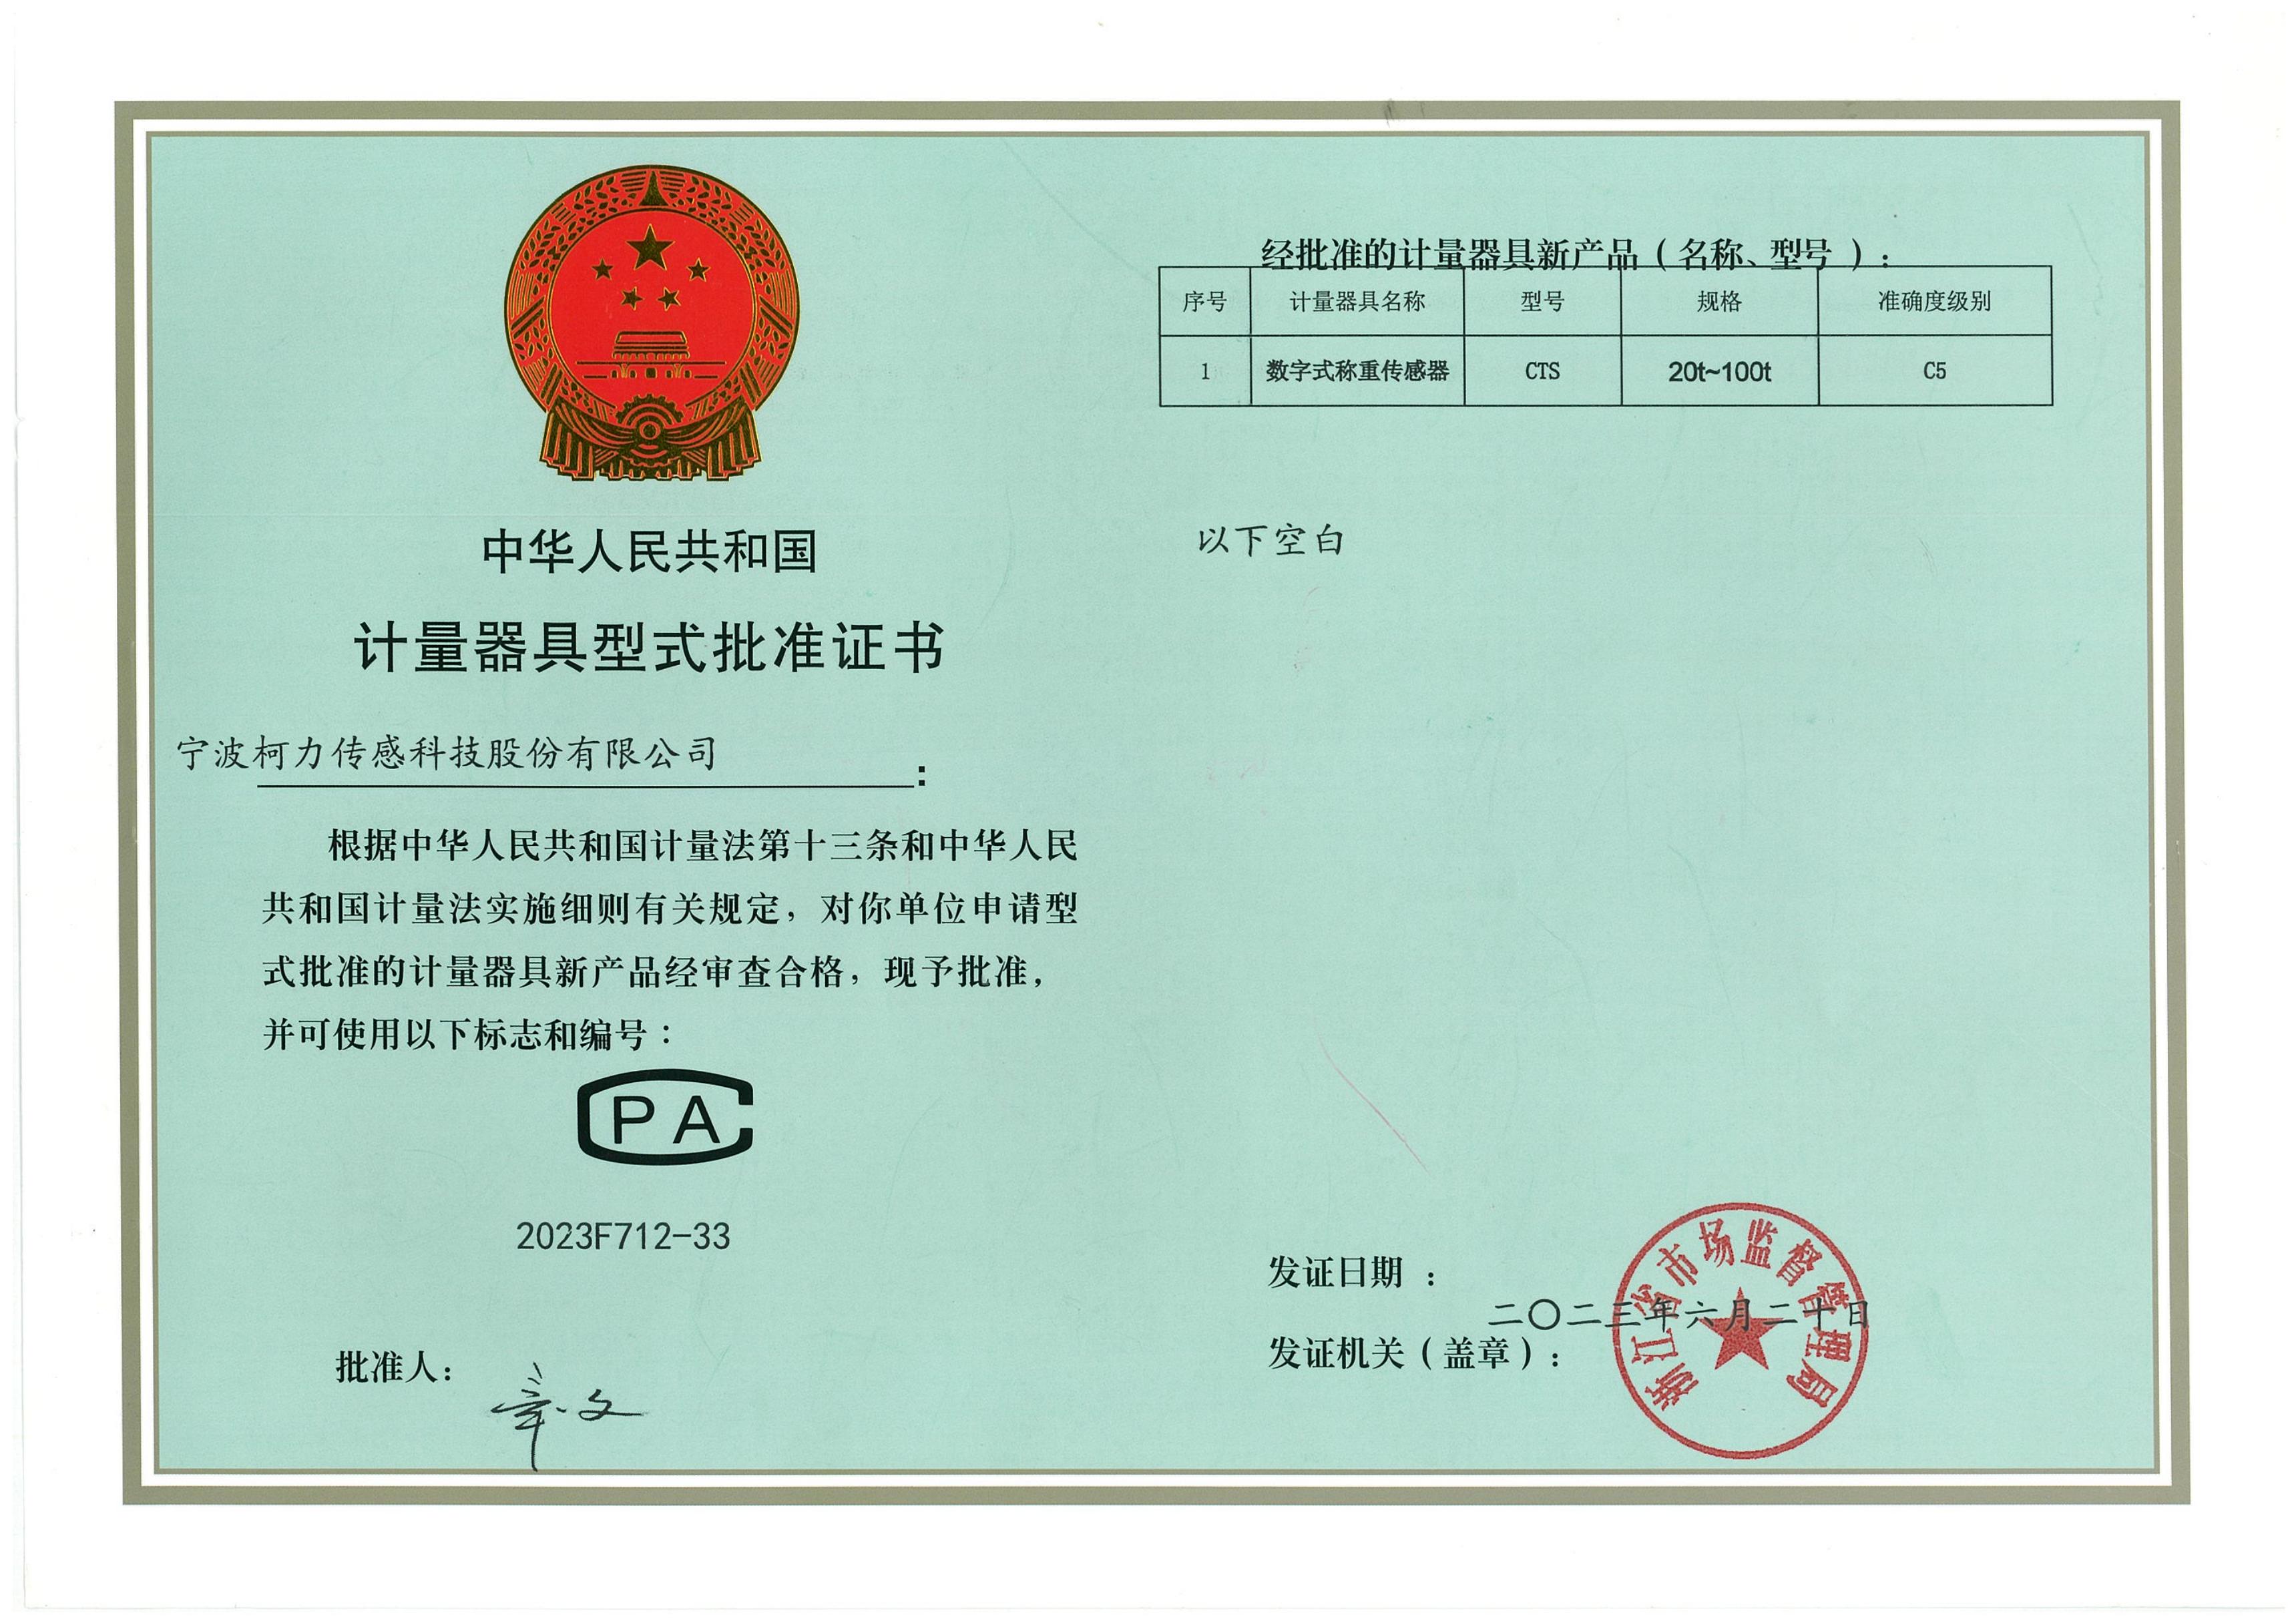 中华人民共和国
计量器具型式批准证书
宁波柯力传感科技股份有限公司：
根据中华人民共和国计量法第十三条和中华人民
共和国计量法实施细则有关规定，对你单位申请型
式批准的计量器具新产品经审查合格，现予批准，
并可使用以下标志和编号：
CPA
2023F712-33
批准人：
章文
经批准的计量器具新产品（名称、型号）：
序号 计量器具名称 型号 规格 准确度级别
1 数字式称重传感器 CTS 20t~100t C5
以下空白
发证日期：
二〇二三年六月二十日
发证机关（盖章）：
浙江省市场监督管理局